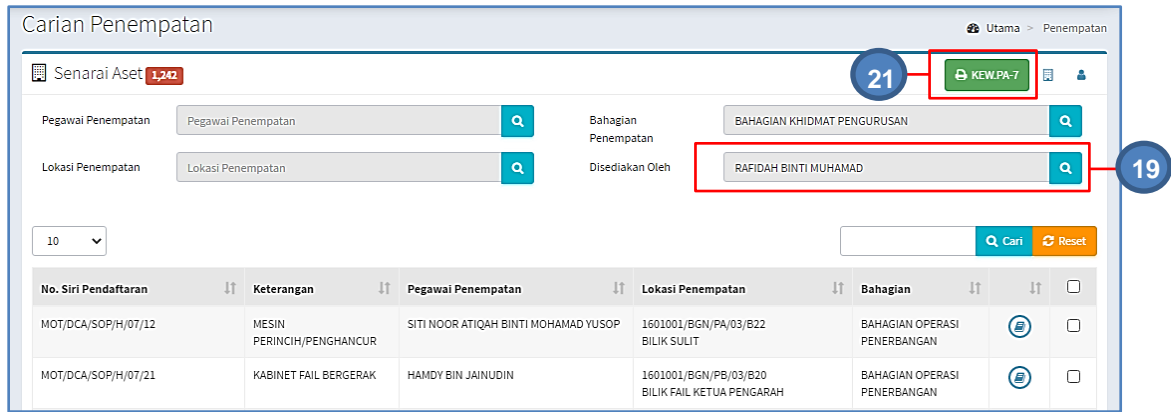 Carian Penempatan
Utama > Penempatan
Senarai Aset 1,242
21
KEW.PA-7
Pegawai Penempatan
Pegawai Penempatan
Bahagian
Penempatan
BAHAGIAN KHIDMAT PENGURUSAN
Lokasi Penempatan
Lokasi Penempatan
Disediakan Oleh
RAFIDAH BINTI MUHAMAD
19
10
Cari
Reset
No. Siri Pendaftaran
Keterangan
Pegawai Penempatan
Lokasi Penempatan
Bahagian
MOT/DCA/SOP/H/07/12
MESIN
PERINCIH/PENGHANCUR
SITI NOOR ATIQAH BINTI MOHAMAD YUSOP
1601001/BGN/PA/03/B22
BILIK SULIT
BAHAGIAN OPERASI
PENERBANGAN
MOT/DCA/SOP/H/07/21
KABINET FAIL BERGERAK
HAMDY BIN JAINUDIN
1601001/BGN/PB/03/B20
BILIK FAIL KETUA PENGARAH
BAHAGIAN OPERASI
PENERBANGAN